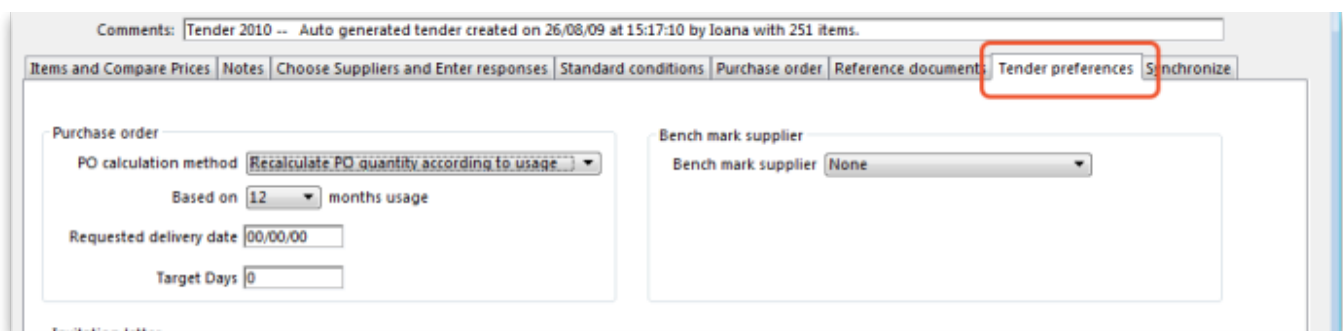 Comments: Tender 2010 -- Auto generated tender created on 26/08/09 at 15:17:10 by Ioana with 251 items.
Items and Compare Prices Notes Choose Suppliers and Enter responses Standard conditions Purchase order Reference documents Tender preferences Synchronize
Purchase order
PO calculation method Recalculate PO quantity according to usage
Based on 12 months usage
Requested delivery date 00/00/00
Target Days 0
Bench mark supplier
Bench mark supplier None